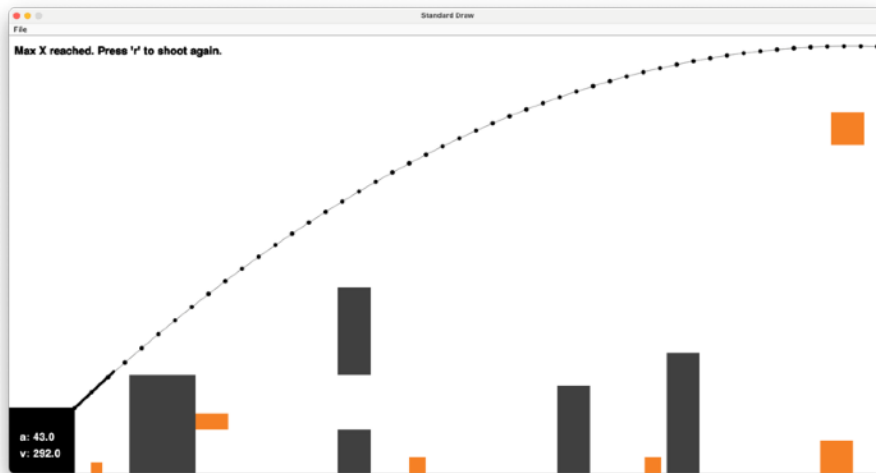 Standard Draw
File
Max X reached. Press 'r' to shoot again.
a: 43.0
v: 292.0